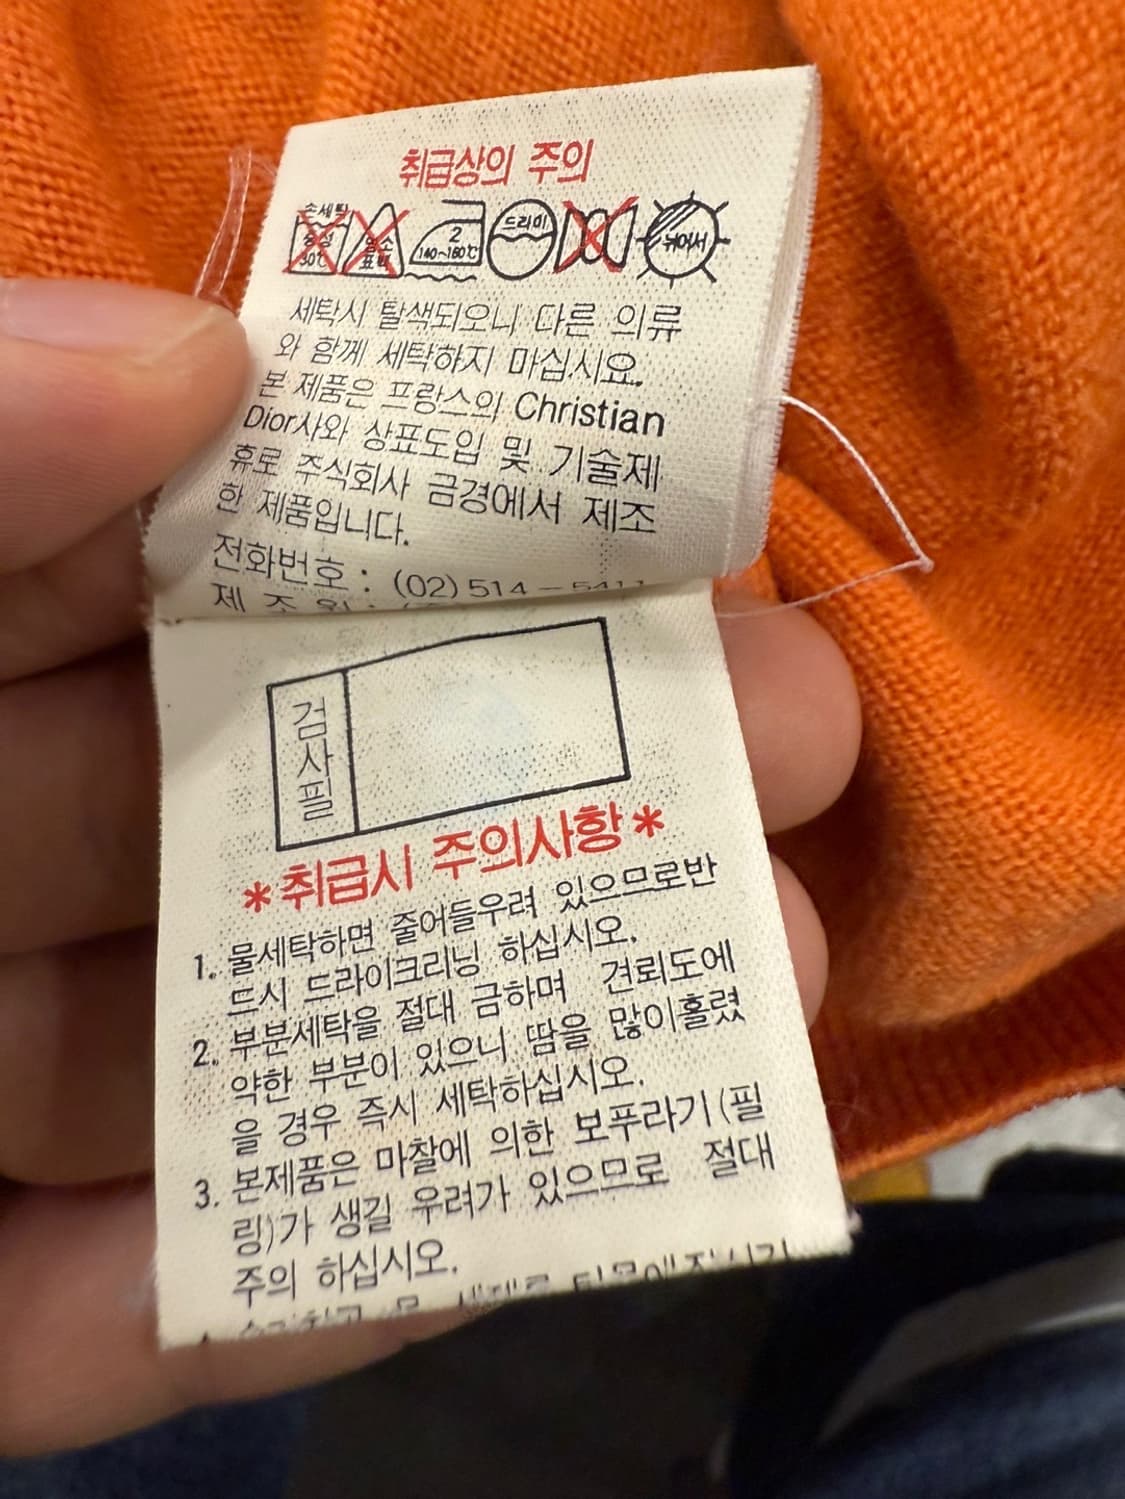 취급상의 주의
손세탁 중성 30℃ 염소 표백 2 140~160℃ 드라이 뉘어서
세탁시 탈색되오니 다른 의류
와 함께 세탁하지 마십시요.
본 제품은 프랑스의 Christian
Dior사와 상표도입 및 기술제
휴로 주식회사 금경에서 제조
한 제품입니다.
전화번호 : (02) 514 - 5411
제 조 원 :
검사필
*취급시 주의사항*
1. 물세탁하면 줄어들우려 있으므로반
드시 드라이크리닝 하십시오.
2. 부분세탁을 절대 금하며 견뢰도에
약한 부분이 있으니 땀을 많이흘렸
을 경우 즉시 세탁하십시오.
3. 본제품은 마찰에 의한 보푸라기(필
링)가 생길 우려가 있으므로 절대
주의 하십시오.